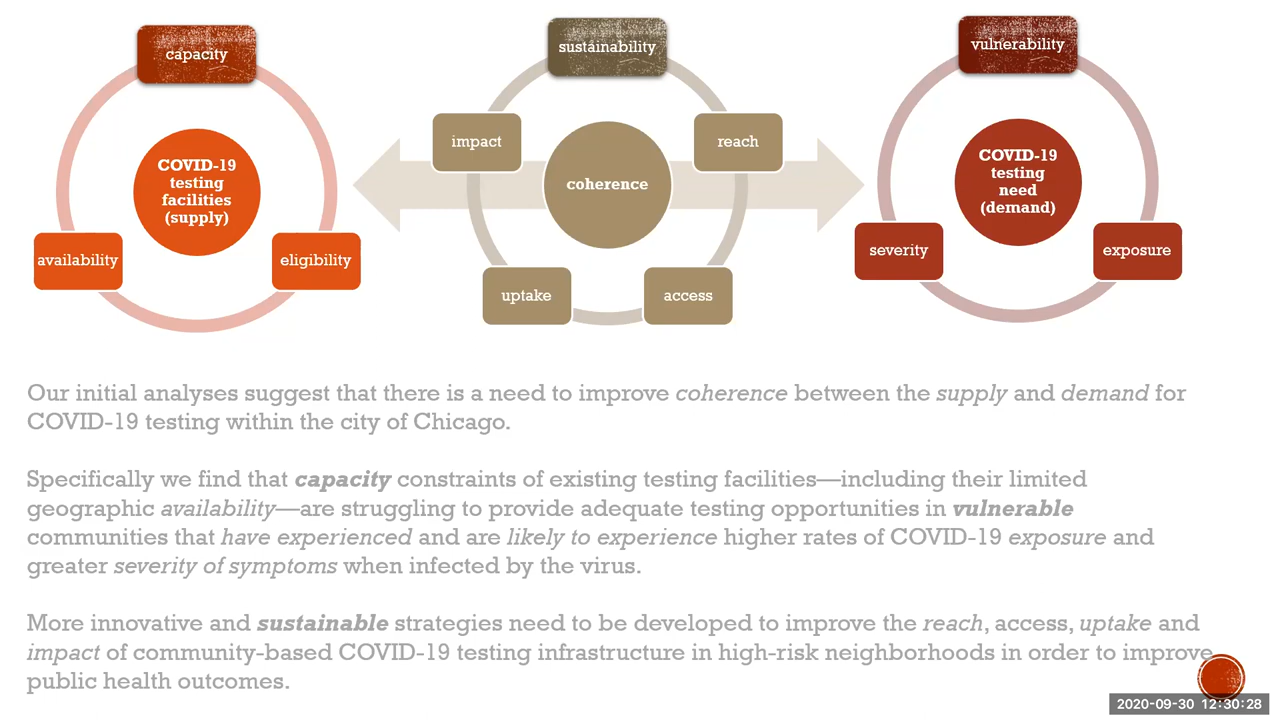 capacity
COVID-19
testing
facilities
(supply)
availability
eligibility
sustainability
impact
reach
coherence
uptake
access
vulnerability
COVID-19
testing
need
(demand)
severity
exposure
Our initial analyses suggest that there is a need to improve coherence between the supply and demand for
COVID-19 testing within the city of Chicago.
Specifically we find that capacity constraints of existing testing facilities—including their limited
geographic availability—are struggling to provide adequate testing opportunities in vulnerable
communities that have experienced and are likely to experience higher rates of COVID-19 exposure and
greater severity of symptoms when infected by the virus.
More innovative and sustainable strategies need to be developed to improve the reach, access, uptake and
impact of community-based COVID-19 testing infrastructure in high-risk neighborhoods in order to improve
public health outcomes.
2020-09-30 12:30:28